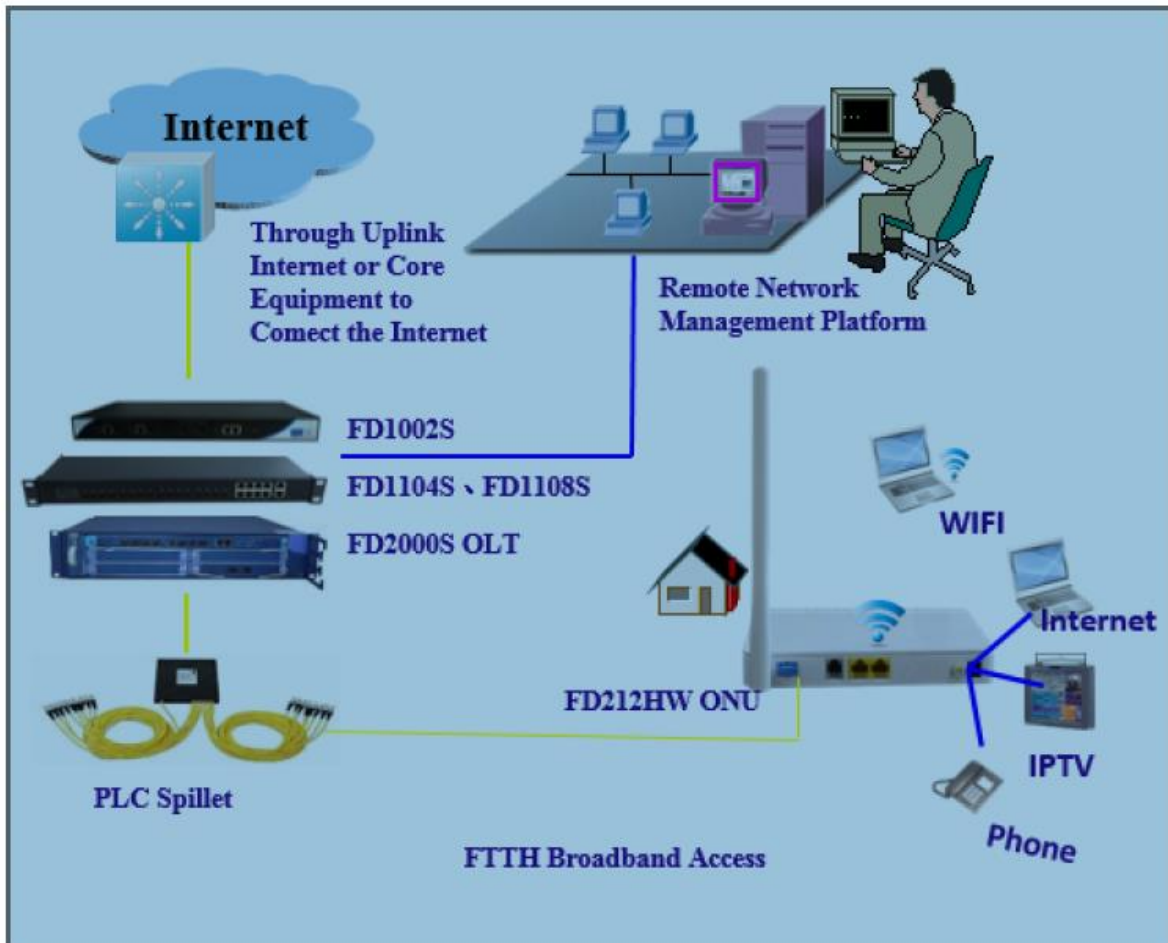 Internet
Through Uplink
Internet or Core
Equipment to
Comect the Internet
Remote Network
Management Platform
FD1002S
FD1104S、FD1108S
FD2000S OLT
WIFI
Internet
FD212HW ONU
IPTV
PLC Spillet
Phone
FTTH Broadband Access